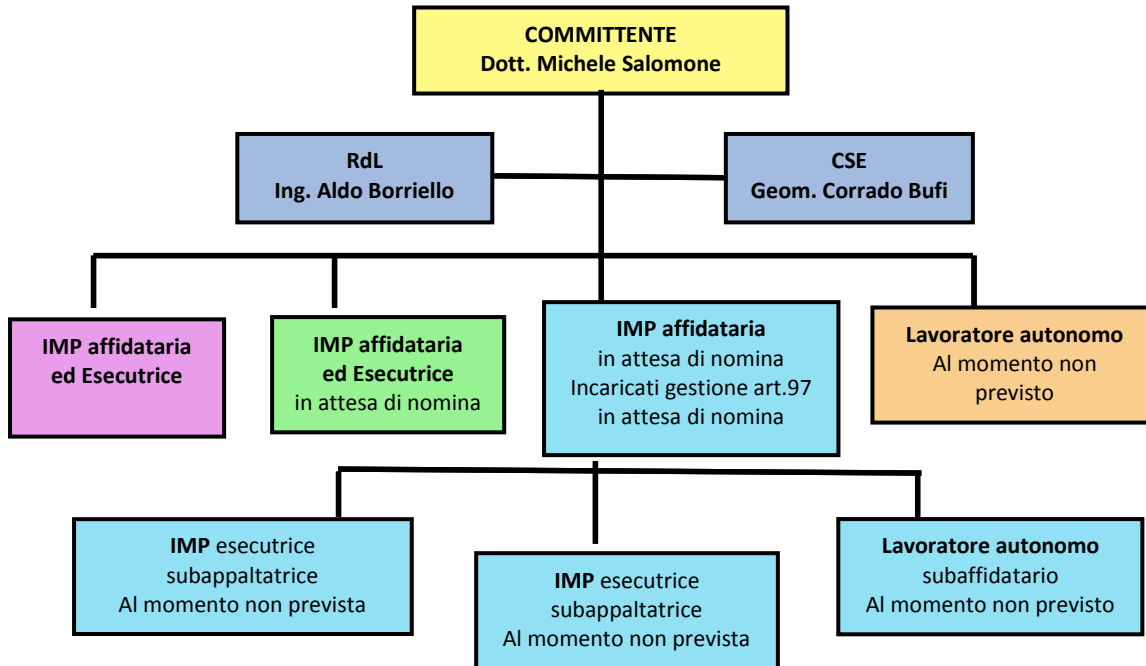 COMMITTENTE
Dott. Michele Salomone
RdL
Ing. Aldo Borriello
CSE
Geom. Corrado Bufi
IMP affidataria
ed Esecutrice
IMP affidataria
ed Esecutrice
in attesa di nomina
IMP affidataria
in attesa di nomina
Incaricati gestione art.97
in attesa di nomina
Lavoratore autonomo
Al momento non
previsto
IMP esecutrice
subappaltatrice
Al momento non prevista
IMP esecutrice
subappaltatrice
Al momento non prevista
Lavoratore autonomo
subaffidatario
Al momento non previsto